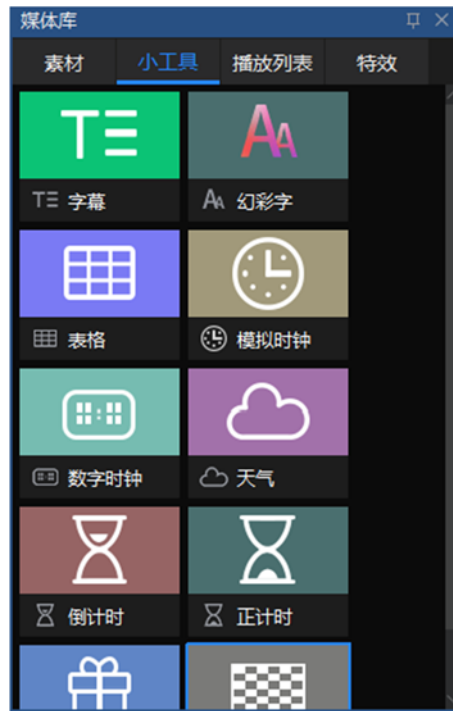 媒体库
素材 小工具 播放列表 特效
字幕 幻彩字
表格 模拟时钟
数字时钟 天气
倒计时 正计时